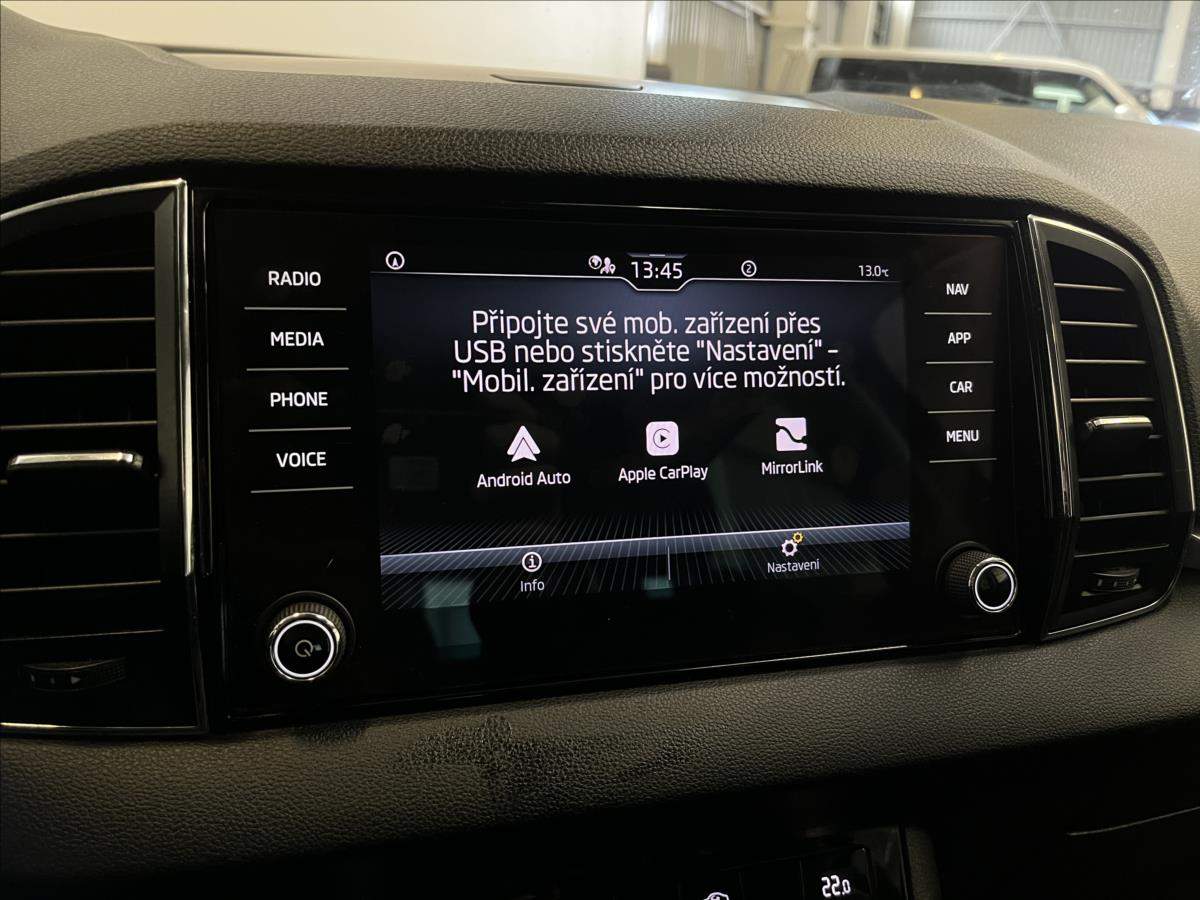 13:45
2
13.0°C
RADIO
MEDIA
PHONE
VOICE
Připojte své mob. zařízení přes
USB nebo stiskněte "Nastavení" –
"Mobil. zařízení" pro více možností.
Android Auto
Apple CarPlay
MirrorLink
Info
Nastavení
NAV
APP
CAR
MENU
22.0